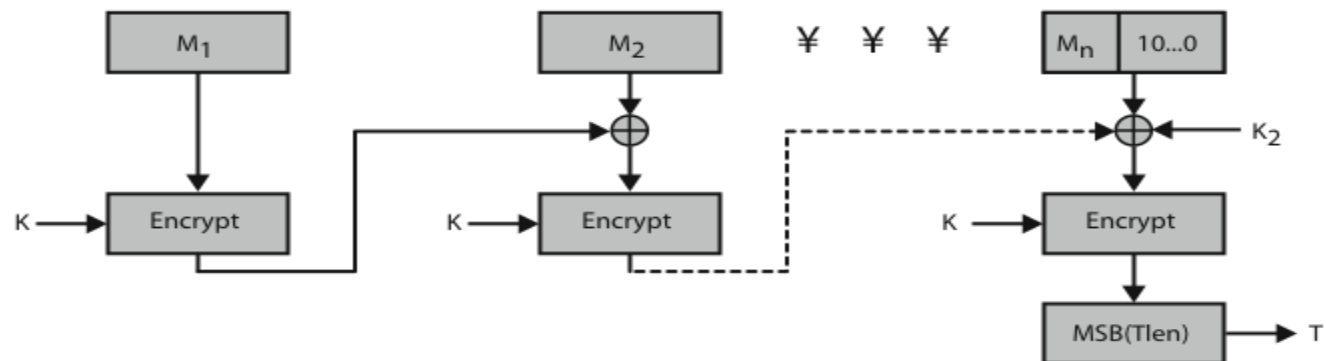 M1 M2 ¥ ¥ ¥ Mn 10...0
K2
K Encrypt K Encrypt K Encrypt
MSB(Tlen) T